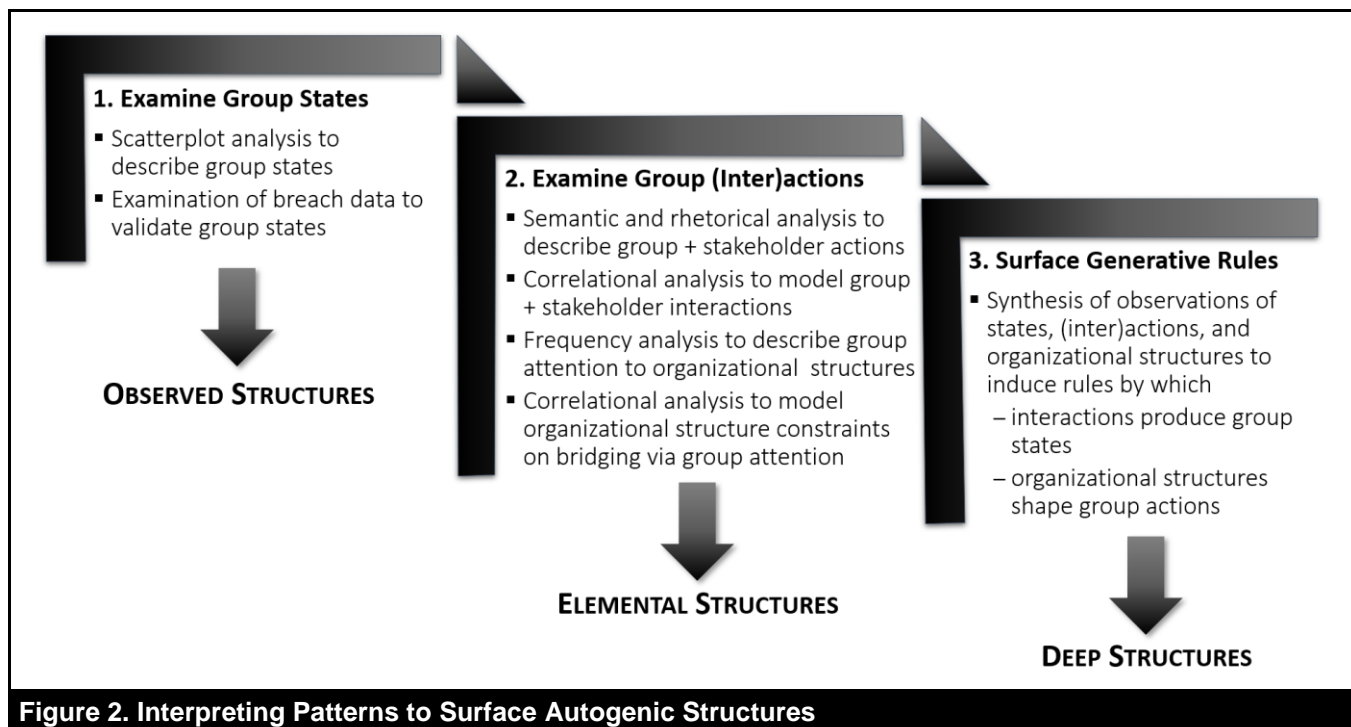 1. Examine Group States
▪ Scatterplot analysis to
describe group states
▪ Examination of breach data to
validate group states
OBSERVED STRUCTURES
2. Examine Group (Inter)actions
▪ Semantic and rhetorical analysis to
describe group + stakeholder actions
▪ Correlational analysis to model group
+ stakeholder interactions
▪ Frequency analysis to describe group
attention to organizational structures
▪ Correlational analysis to model
organizational structure constraints
on bridging via group attention
ELEMENTAL STRUCTURES
3. Surface Generative Rules
▪ Synthesis of observations of
states, (inter)actions, and
organizational structures to
induce rules by which
– interactions produce group
states
– organizational structures
shape group actions
DEEP STRUCTURES
Figure 2. Interpreting Patterns to Surface Autogenic Structures